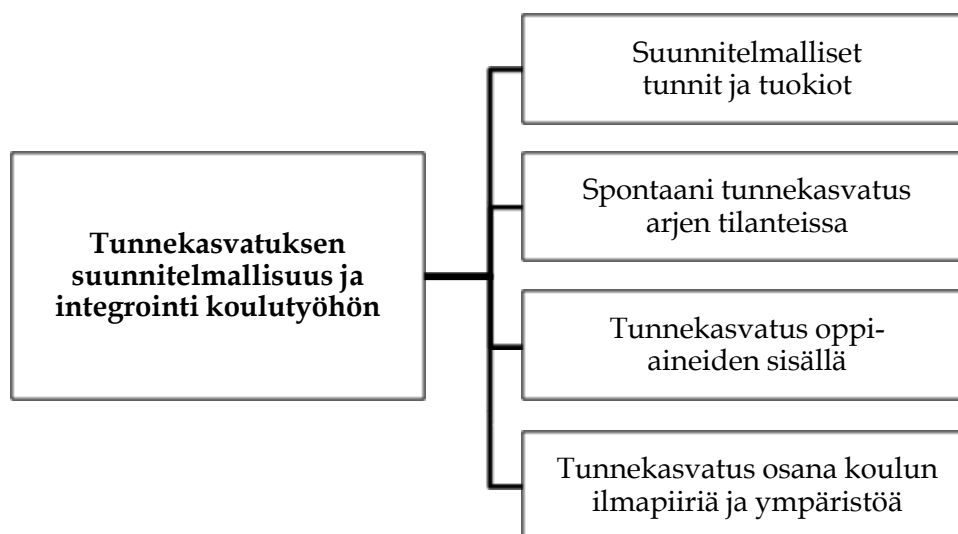 Suunnitelmalliset
tunnit ja tuokiot
Spontaani tunnekasvatus
arjen tilanteissa
Tunnekasvatuksen
suunnitelmallisuus ja
integrointi koulutyöhön
Tunnekasvatus oppi-
aineiden sisällä
Tunnekasvatus osana koulun
ilmapiiriä ja ympäristöä